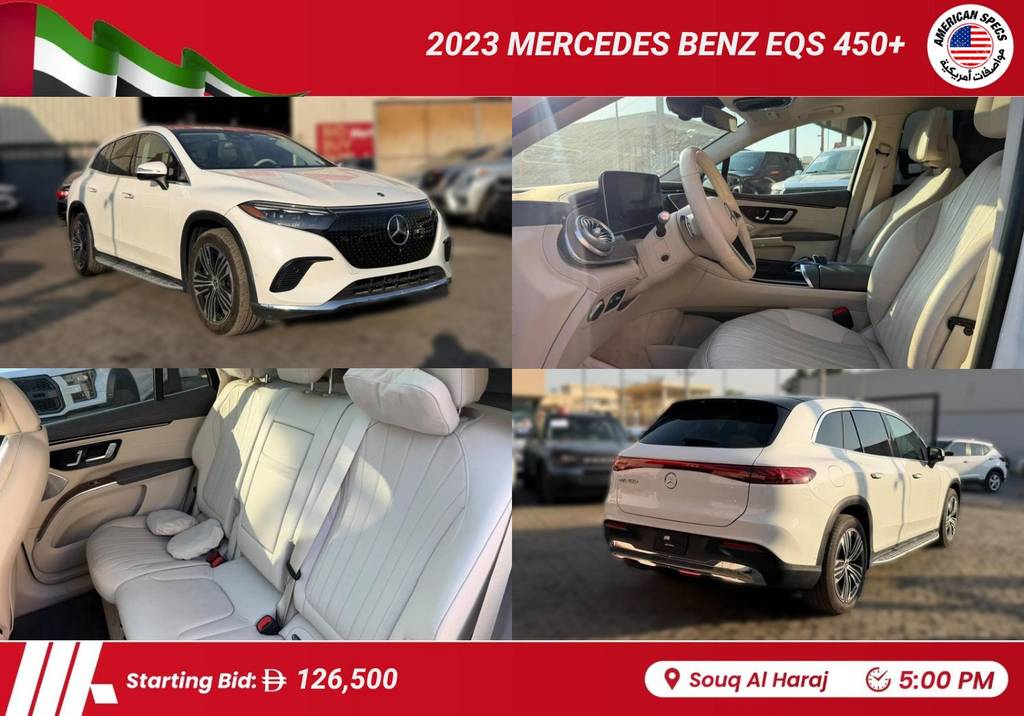 2023 MERCEDES BENZ EQS 450+
AMERICAN SPECS
مواصفات أمريكية
Starting Bid: 126,500
Souq Al Haraj
5:00 PM